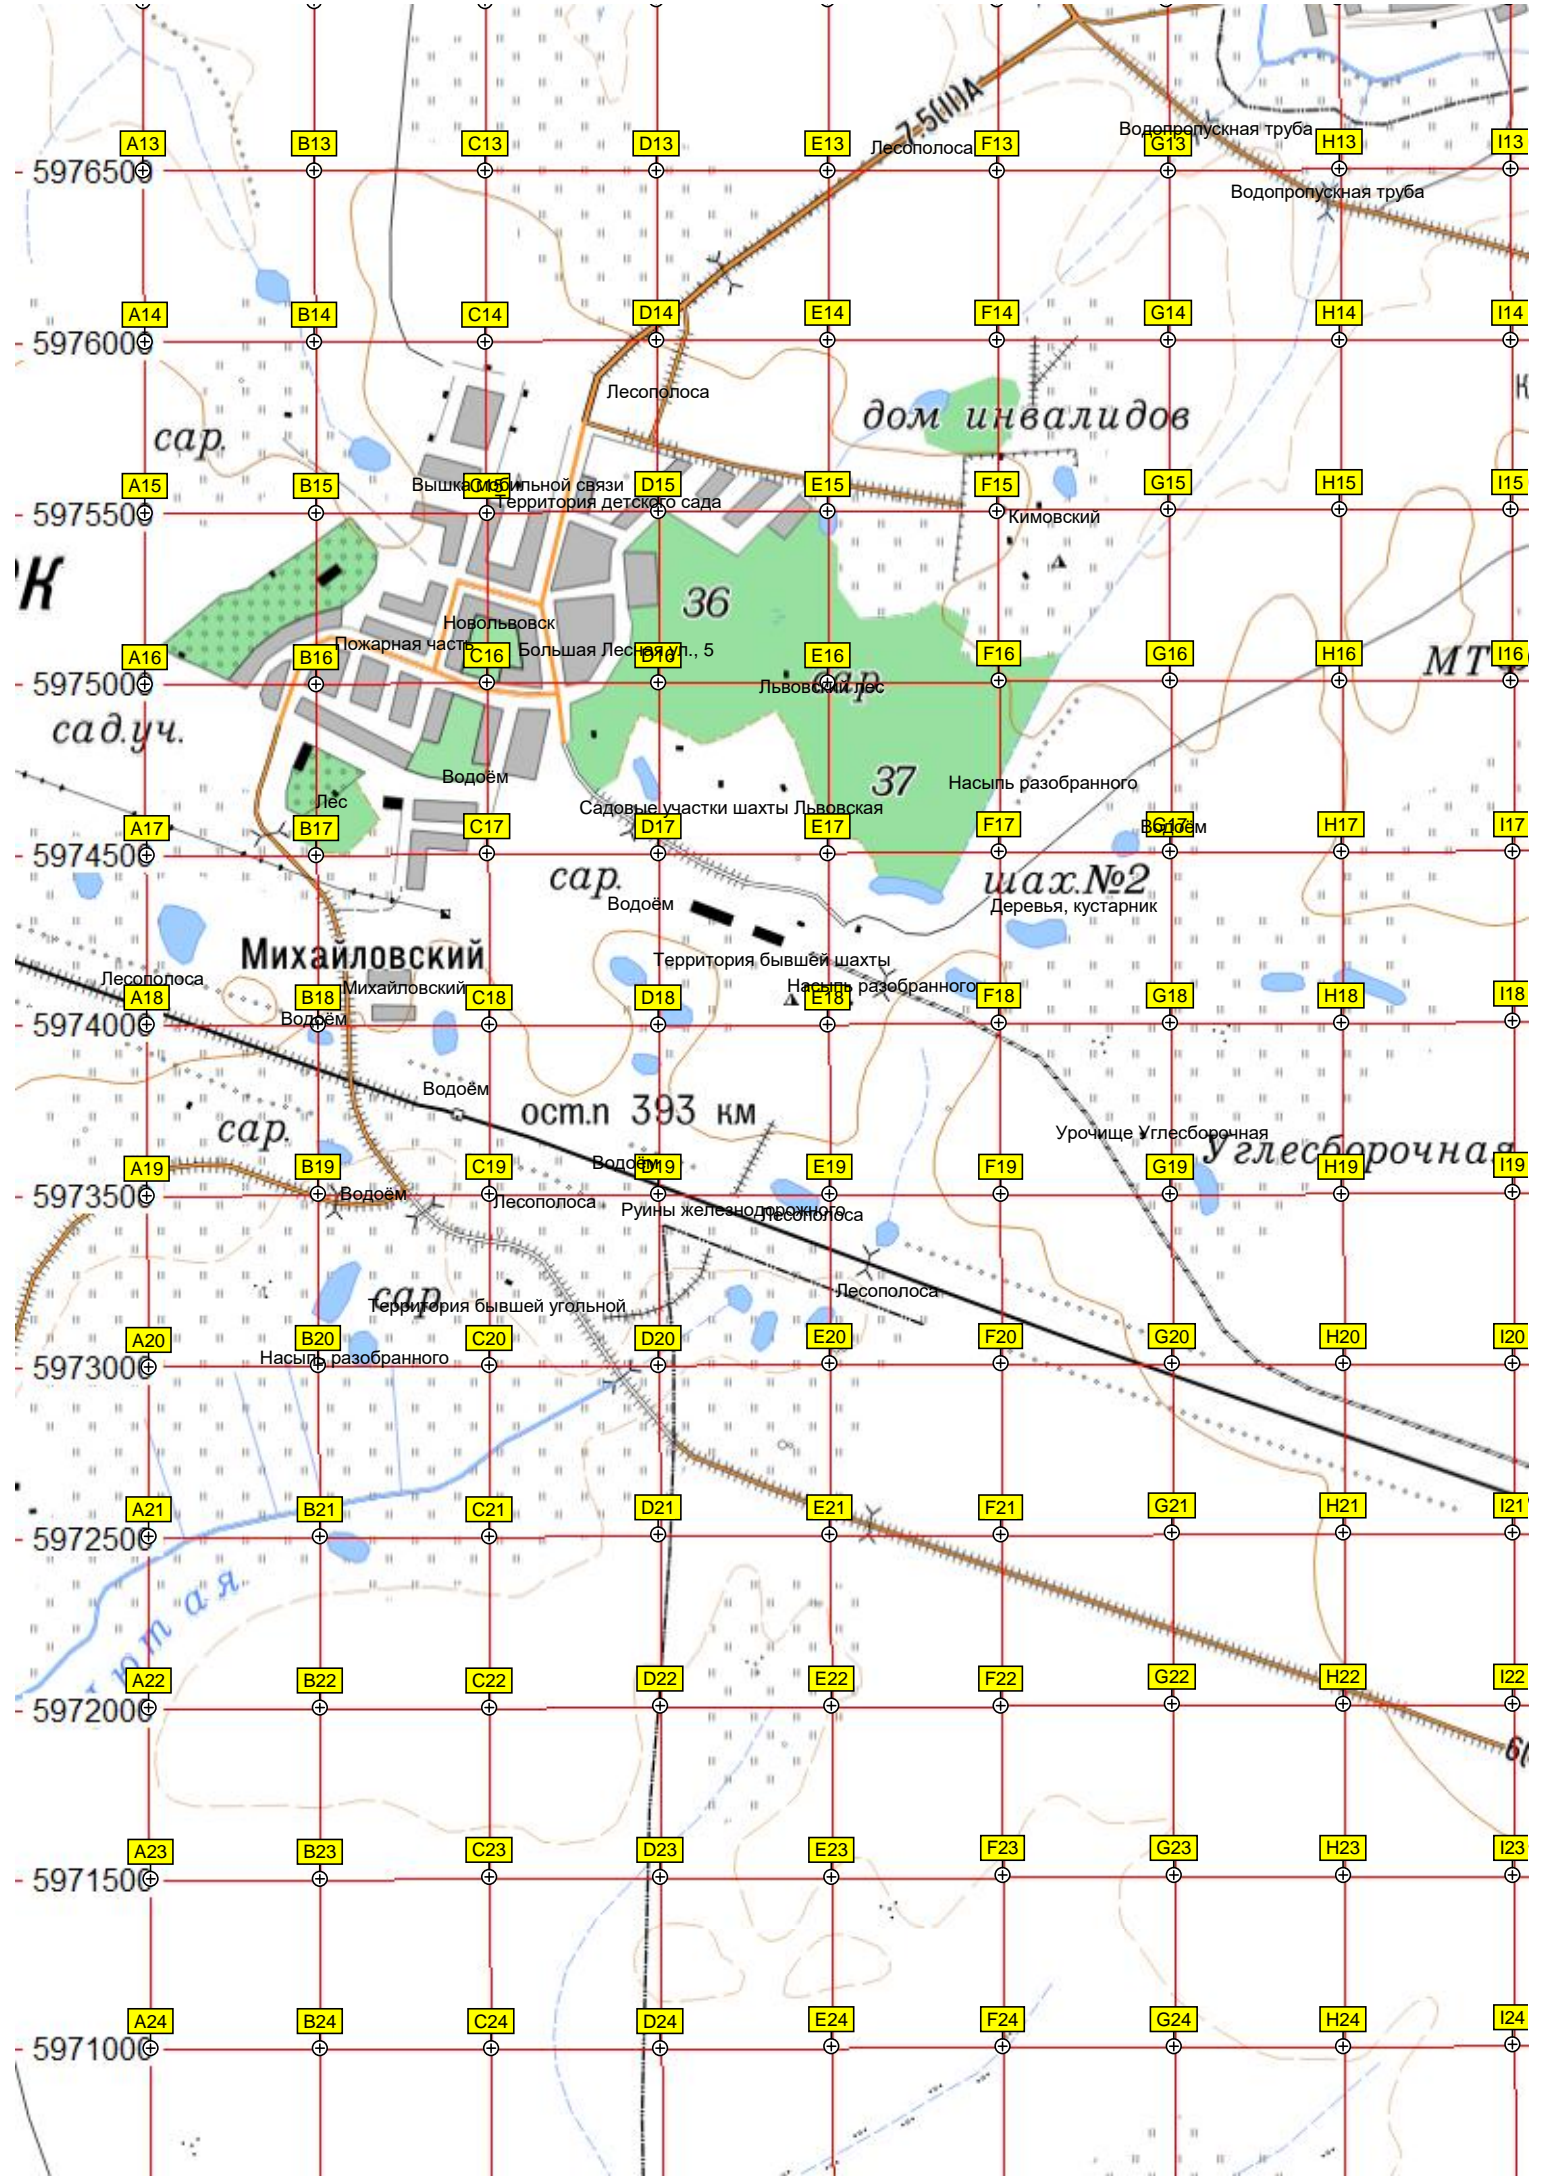 7.5(II)А
Водопропускная труба
Лесополоса
A13 B13 C13 D13 E13 F13 G13 H13 I13
5976500
Водопропускная труба
A14 B14 C14 D14 E14 F14 G14 H14 I14
5976000
Лесополоса
К
дом инвалидов
сар.
Вышка мобильной связи
A15 B15 C15 D15 E15 F15 G15 H15 I15
Территория детского сада
5975500
Кимовский
К
36
Новольвовск
Пожарная часть
Большая Лесная ул., 5
A16 B16 C16 D16 E16 F16 G16 H16 I16
МТФ
5975000
Львовский лес
сар.
сад.уч.
Водоём
37
Насыпь разобранного
Лес
Садовые участки шахты Львовская
A17 B17 C17 D17 E17 F17 G17 H17 I17
Водоём
5974500
сар.
шах.№2
Водоём
Деревья, кустарник
Михайловский
Территория бывшей шахты
Лесополоса
Михайловский
Насыпь разобранного
A18 B18 C18 D18 E18 F18 G18 H18 I18
Водоём
5974000
Водоём
ост.п 393 км
сар.
Урочище Углесборочная
Углесборочная
Водоём
A19 B19 C19 D19 E19 F19 G19 H19 I19
5973500
Водоём
Лесополоса
Руины железнодорожного
Лесополоса
сар.
Лесополоса
Территория бывшей угольной
A20 B20 C20 D20 E20 F20 G20 H20 I20
Насыпь разобранного
5973000
A21 B21 C21 D21 E21 F21 G21 H21 I21
5972500
ютая
A22 B22 C22 D22 E22 F22 G22 H22 I22
5972000
6(
A23 B23 C23 D23 E23 F23 G23 H23 I23
5971500
A24 B24 C24 D24 E24 F24 G24 H24 I24
5971000